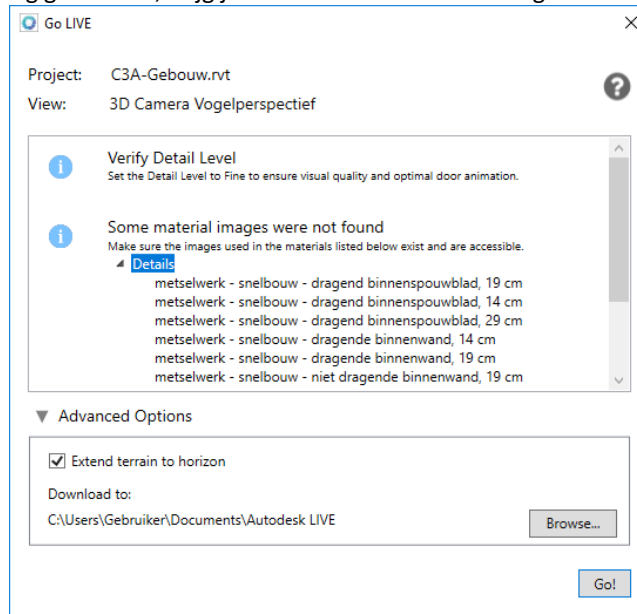 Go LIVE
Project: C3A-Gebouw.rvt
View: 3D Camera Vogelperspectief
Verify Detail Level
Set the Detail Level to Fine to ensure visual quality and optimal door animation.
Some material images were not found
Make sure the images used in the materials listed below exist and are accessible.
Details
metselwerk - snelbouw - dragend binnenspouwblad, 19 cm
metselwerk - snelbouw - dragend binnenspouwblad, 14 cm
metselwerk - snelbouw - dragend binnenspouwblad, 29 cm
metselwerk - snelbouw - dragende binnenwand, 14 cm
metselwerk - snelbouw - dragende binnenwand, 19 cm
metselwerk - snelbouw - niet dragende binnenwand, 19 cm
Advanced Options
Extend terrain to horizon
Download to:
C:\Users\Gebruiker\Documents\Autodesk LIVE
Browse...
Go!